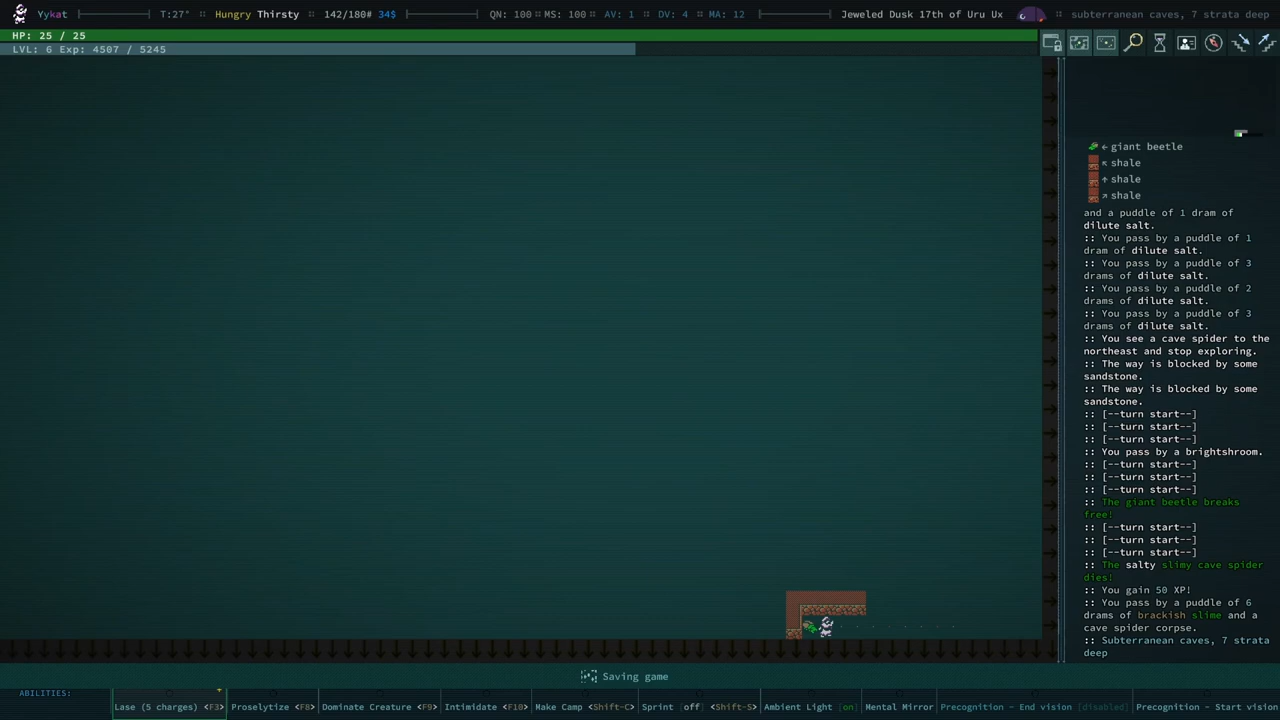 Yykat T:27° :: Hungry Thirsty :: 142/180# 34$ QN: 100 :: MS: 100 :: AV: 1 :: DV: 4 :: MA: 12 Jeweled Dusk 17th of Uru Ux subterranean caves, 7 strata deep
HP: 25 / 25
LVL: 6 Exp: 4507 / 5245
← giant beetle
↖ shale
↑ shale
↗ shale
and a puddle of 1 dram of
dilute salt.
:: You pass by a puddle of 1
dram of dilute salt.
:: You pass by a puddle of 3
drams of dilute salt.
:: You pass by a puddle of 2
drams of dilute salt.
:: You pass by a puddle of 3
drams of dilute salt.
:: You see a cave spider to the
northeast and stop exploring.
:: The way is blocked by some
sandstone.
:: The way is blocked by some
sandstone.
:: [--turn start--]
:: [--turn start--]
:: [--turn start--]
:: You pass by a brightshroom.
:: [--turn start--]
:: [--turn start--]
:: [--turn start--]
:: The giant beetle breaks
free!
:: [--turn start--]
:: [--turn start--]
:: [--turn start--]
:: The salty slimy cave spider
dies!
:: You gain 50 XP!
:: You pass by a puddle of 6
drams of brackish slime and a
cave spider corpse.
:: Subterranean caves, 7 strata
deep
Saving game
ABILITIES: Lase (5 charges) <F3> Proselytize <F8> Dominate Creature <F9> Intimidate <F10> Make Camp <Shift-C> Sprint [off] <Shift-S> Ambient Light [on] Mental Mirror Precognition - End vision [disabled] Precognition - Start vision